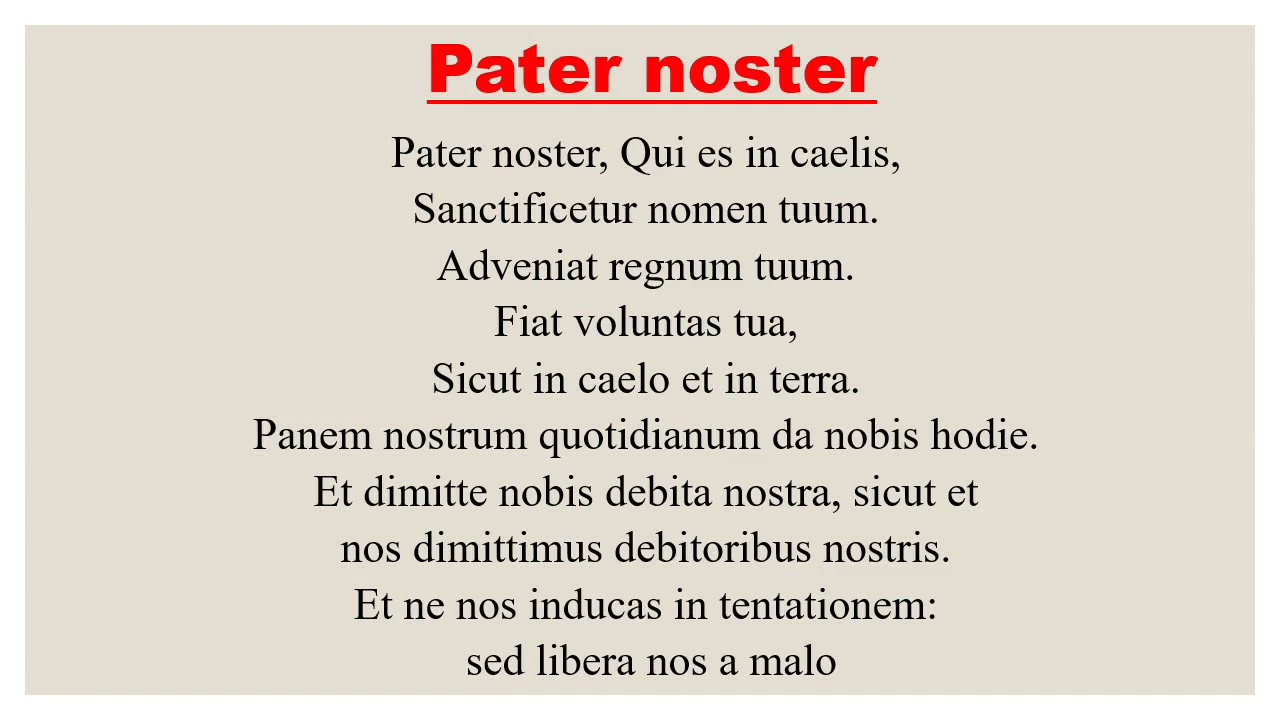 Pater noster
Pater noster, Qui es in caelis,
Sanctificetur nomen tuum.
Adveniat regnum tuum.
Fiat voluntas tua,
Sicut in caelo et in terra.
Panem nostrum quotidianum da nobis hodie.
Et dimitte nobis debita nostra, sicut et
nos dimittimus debitoribus nostris.
Et ne nos inducas in tentationem:
sed libera nos a malo